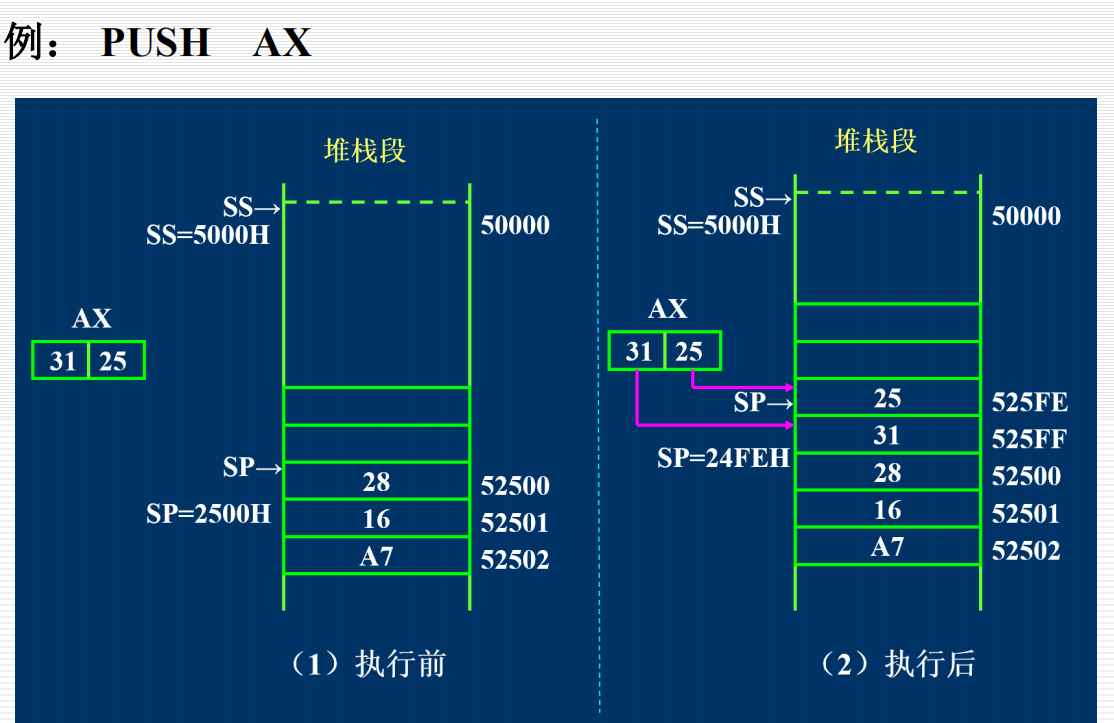 例： PUSH AX
堆栈段
SS→
SS=5000H
50000
AX
31 25
SP→
SP=2500H
28
52500
16
52501
A7
52502
（1）执行前
堆栈段
SS→
SS=5000H
50000
AX
31 25
SP→
SP=24FEH
25
525FE
31
525FF
28
52500
16
52501
A7
52502
（2）执行后